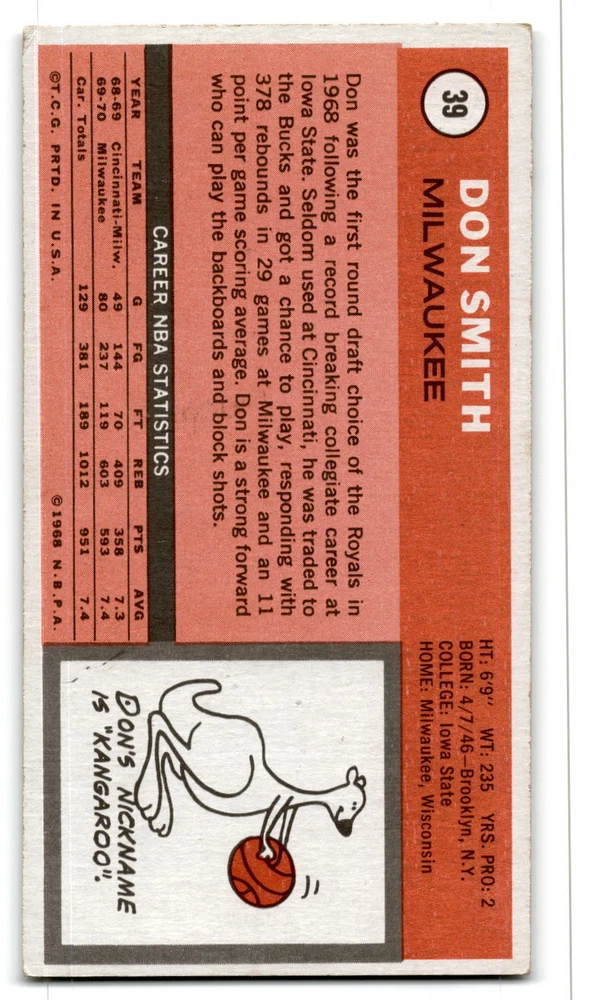 39
DON SMITH
MILWAUKEE
HT: 6'9" WT: 235 YRS. PRO: 2
BORN: 4/7/46—Brooklyn, N.Y.
COLLEGE: Iowa State
HOME: Milwaukee, Wisconsin
Don was the first round draft choice of the Royals in
1968 following a record breaking collegiate career at
Iowa State. Seldom used at Cincinnati, he was traded to
the Bucks and got a chance to play, responding with
378 rebounds in 29 games at Milwaukee and an 11
point per game scoring average. Don is a strong forward
who can play the backboards and block shots.
CAREER NBA STATISTICS
YEAR TEAM G FG FT REB PTS AVG
68-69 Cincinnati-Milw. 49 144 70 409 358 7.3
69-70 Milwaukee 80 237 119 603 593 7.4
Car. Totals 129 381 189 1012 951 7.4
©T.C.G. PRTD. IN U.S.A. ©1968 N.B.P.A.
DON'S NICKNAME
IS "KANGAROO".